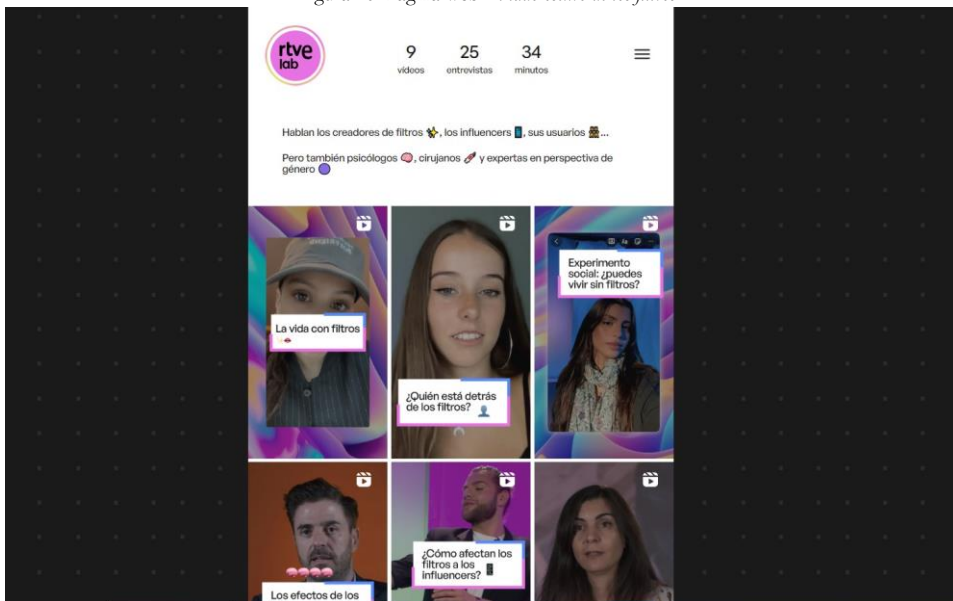 rtve
lab
9
25
34
vídeos
entrevistas
minutos
Hablan los creadores de filtros ✨, los influencers 📱, sus usuarios 🙊...
Pero también psicólogos 🧠, cirujanos 💉 y expertas en perspectiva de
género 🟣
La vida con filtros
¿Quién está detrás
de los filtros? 👤
Experimento
social: ¿puedes
vivir sin filtros?
Aa
Los efectos de los
¿Cómo afectan los
filtros a los
influencers? 📱